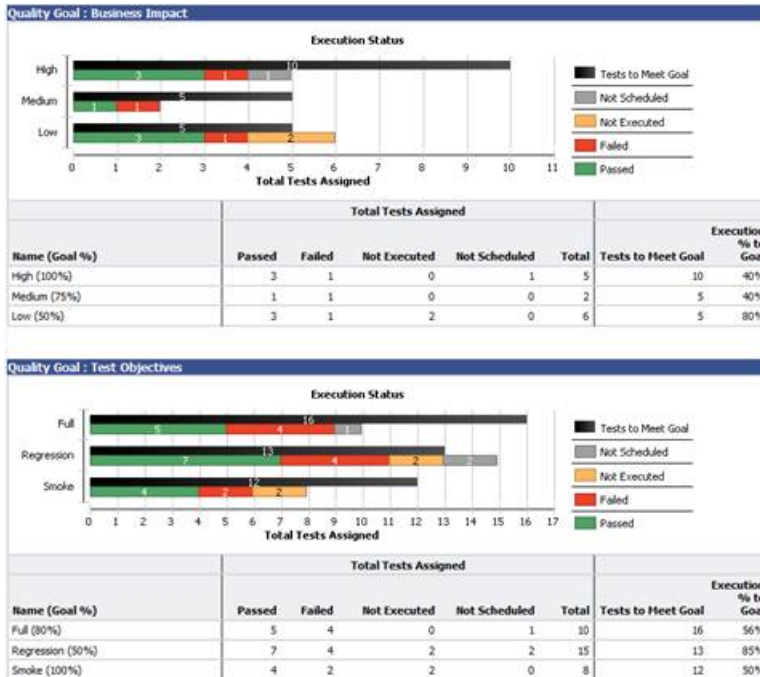 Quality Goal : Business Impact
Execution Status
High
10
3 1 1
Medium
5
1 1
Low
5
3 1 2
0 1 2 3 4 5 6 7 8 9 10 11
Total Tests Assigned
Tests to Meet Goal
Not Scheduled
Not Executed
Failed
Passed
Total Tests Assigned
Name (Goal %) Passed Failed Not Executed Not Scheduled Total Tests to Meet Goal Execution % to Goal
High (100%) 3 1 0 1 5 10 40%
Medium (75%) 1 1 0 0 2 5 40%
Low (50%) 3 1 2 0 6 5 80%
Quality Goal : Test Objectives
Execution Status
Full
16
5 4 1
Regression
13
7 4 2 2
Smoke
12
4 2 2
0 1 2 3 4 5 6 7 8 9 10 11 12 13 14 15 16 17
Total Tests Assigned
Tests to Meet Goal
Not Scheduled
Not Executed
Failed
Passed
Total Tests Assigned
Name (Goal %) Passed Failed Not Executed Not Scheduled Total Tests to Meet Goal Execution % to Goal
Full (80%) 5 4 0 1 10 16 56%
Regression (50%) 7 4 2 2 15 13 85%
Smoke (100%) 4 2 2 0 8 12 50%